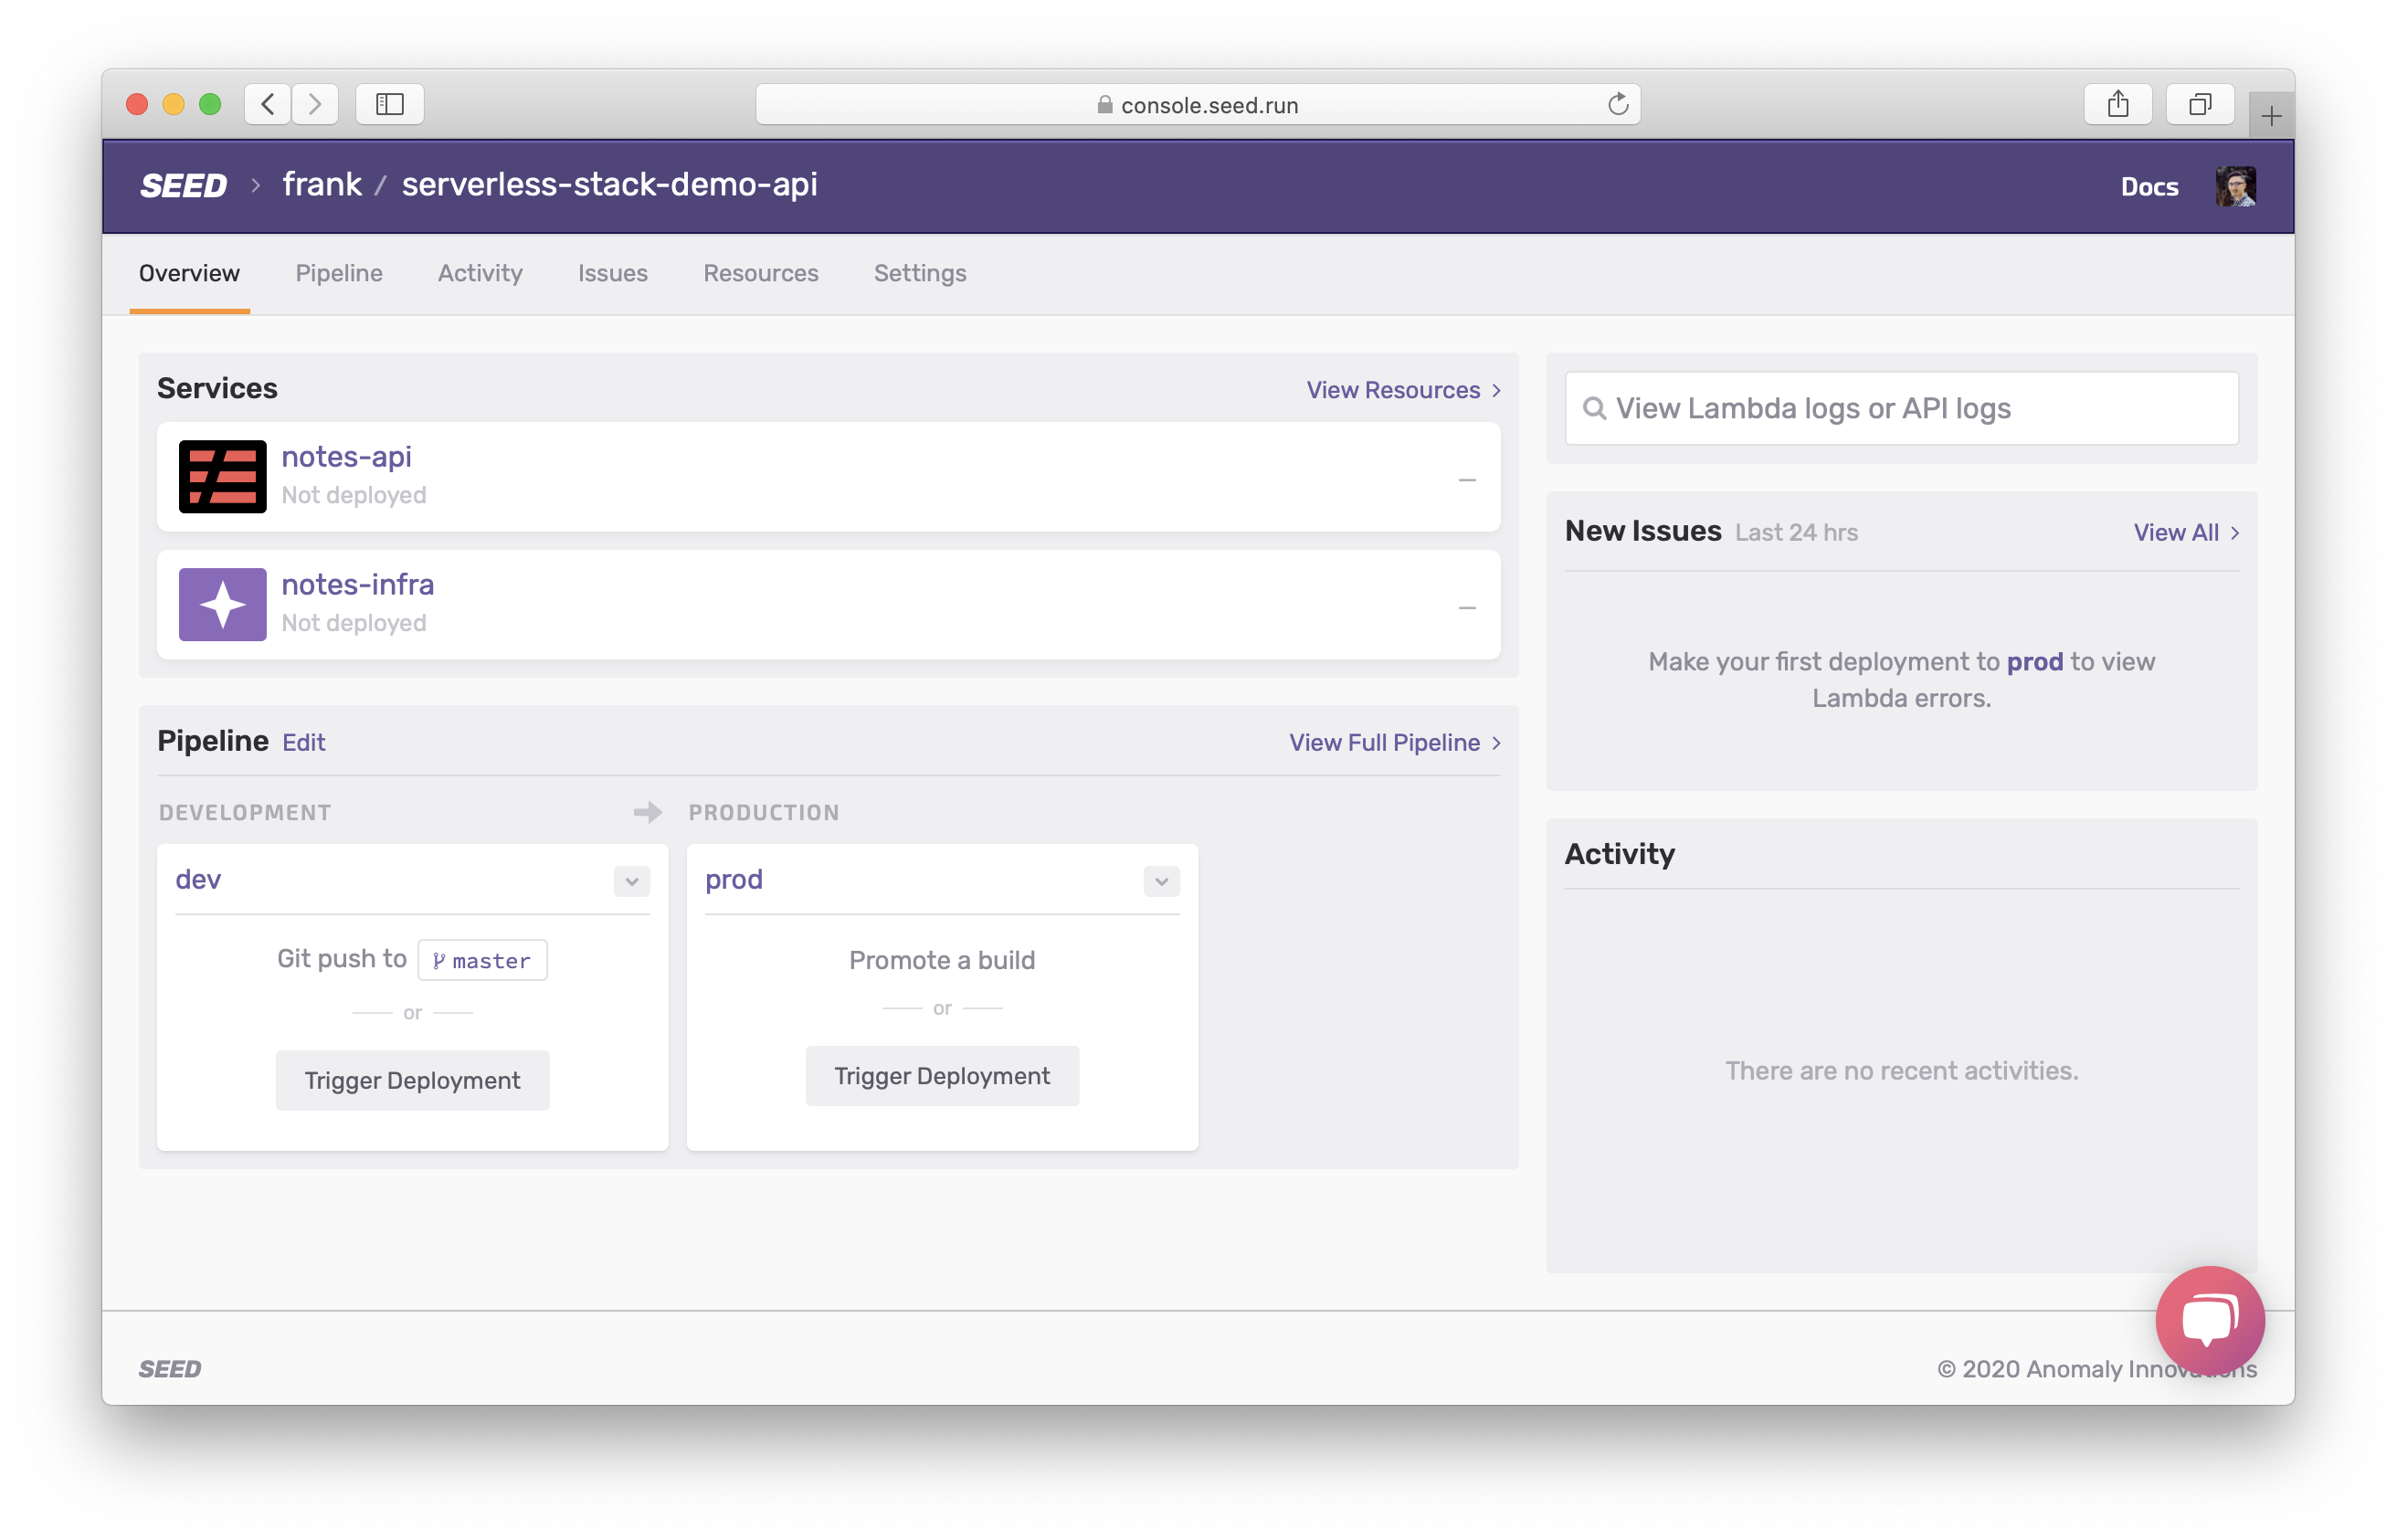 console.seed.run
SEED > frank / serverless-stack-demo-api
Docs
Overview
Pipeline
Activity
Issues
Resources
Settings
Services
View Resources >
notes-api
Not deployed
–
notes-infra
Not deployed
–
Pipeline Edit
View Full Pipeline >
DEVELOPMENT
PRODUCTION
dev
Git push to master
or
Trigger Deployment
prod
Promote a build
or
Trigger Deployment
View Lambda logs or API logs
New Issues Last 24 hrs
View All >
Make your first deployment to prod to view
Lambda errors.
Activity
There are no recent activities.
SEED
© 2020 Anomaly